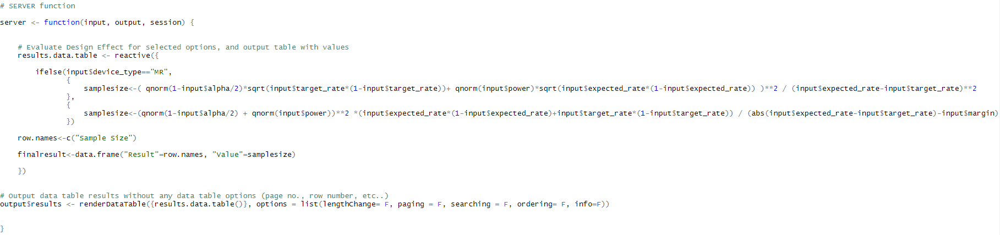 # SERVER function
server <- function(input, output, session) {
# Evaluate Design Effect for selected options, and output table with values
results.data.table <- reactive({
ifelse(input$device_type=="MR",
{
samplesize<-( qnorm(1-input$alpha/2)*sqrt(input$target_rate*(1-input$target_rate))+ qnorm(input$power)*sqrt(input$expected_rate*(1-input$expected_rate)) )**2 / (input$expected_rate-input$target_rate)**2
},
{
samplesize<-(qnorm(1-input$alpha/2) + qnorm(input$power))**2 *(input$expected_rate*(1-input$expected_rate)+input$target_rate*(1-input$target_rate)) / (abs(input$expected_rate-input$target_rate)-input$margin)
})
row.names<-c("Sample Size")
finalresult<-data.frame("Result"=row.names, "Value"=samplesize)
})
# Output data table results without any data table options (page no., row number, etc..)
output$results <- renderDataTable({results.data.table()}, options = list(lengthChange= F, paging = F, searching = F, ordering= F, info=F))
}